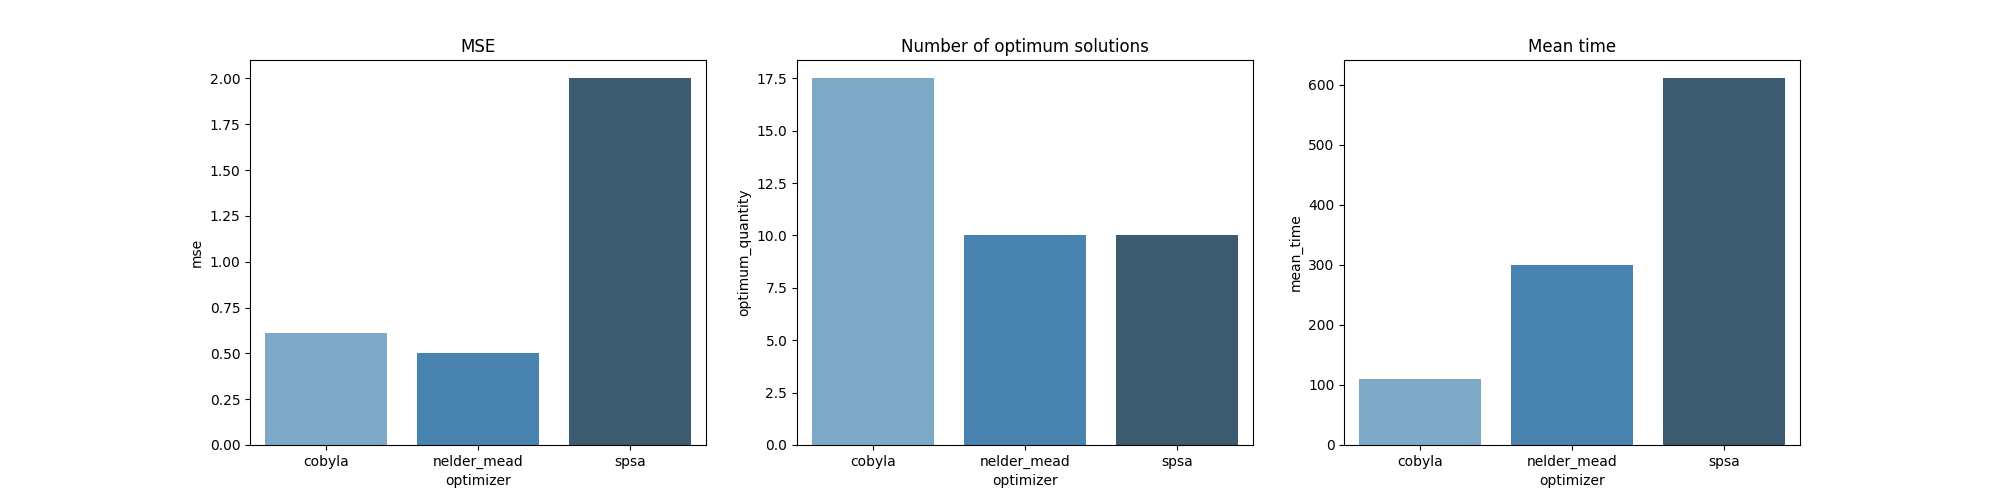 MSE
2.00
1.75
1.50
1.25
1.00
0.75
0.50
0.25
0.00
mse
cobyla nelder_mead spsa
optimizer
Number of optimum solutions
17.5
15.0
12.5
10.0
7.5
5.0
2.5
0.0
optimum_quantity
cobyla nelder_mead spsa
optimizer
Mean time
600
500
400
300
200
100
0
mean_time
cobyla nelder_mead spsa
optimizer